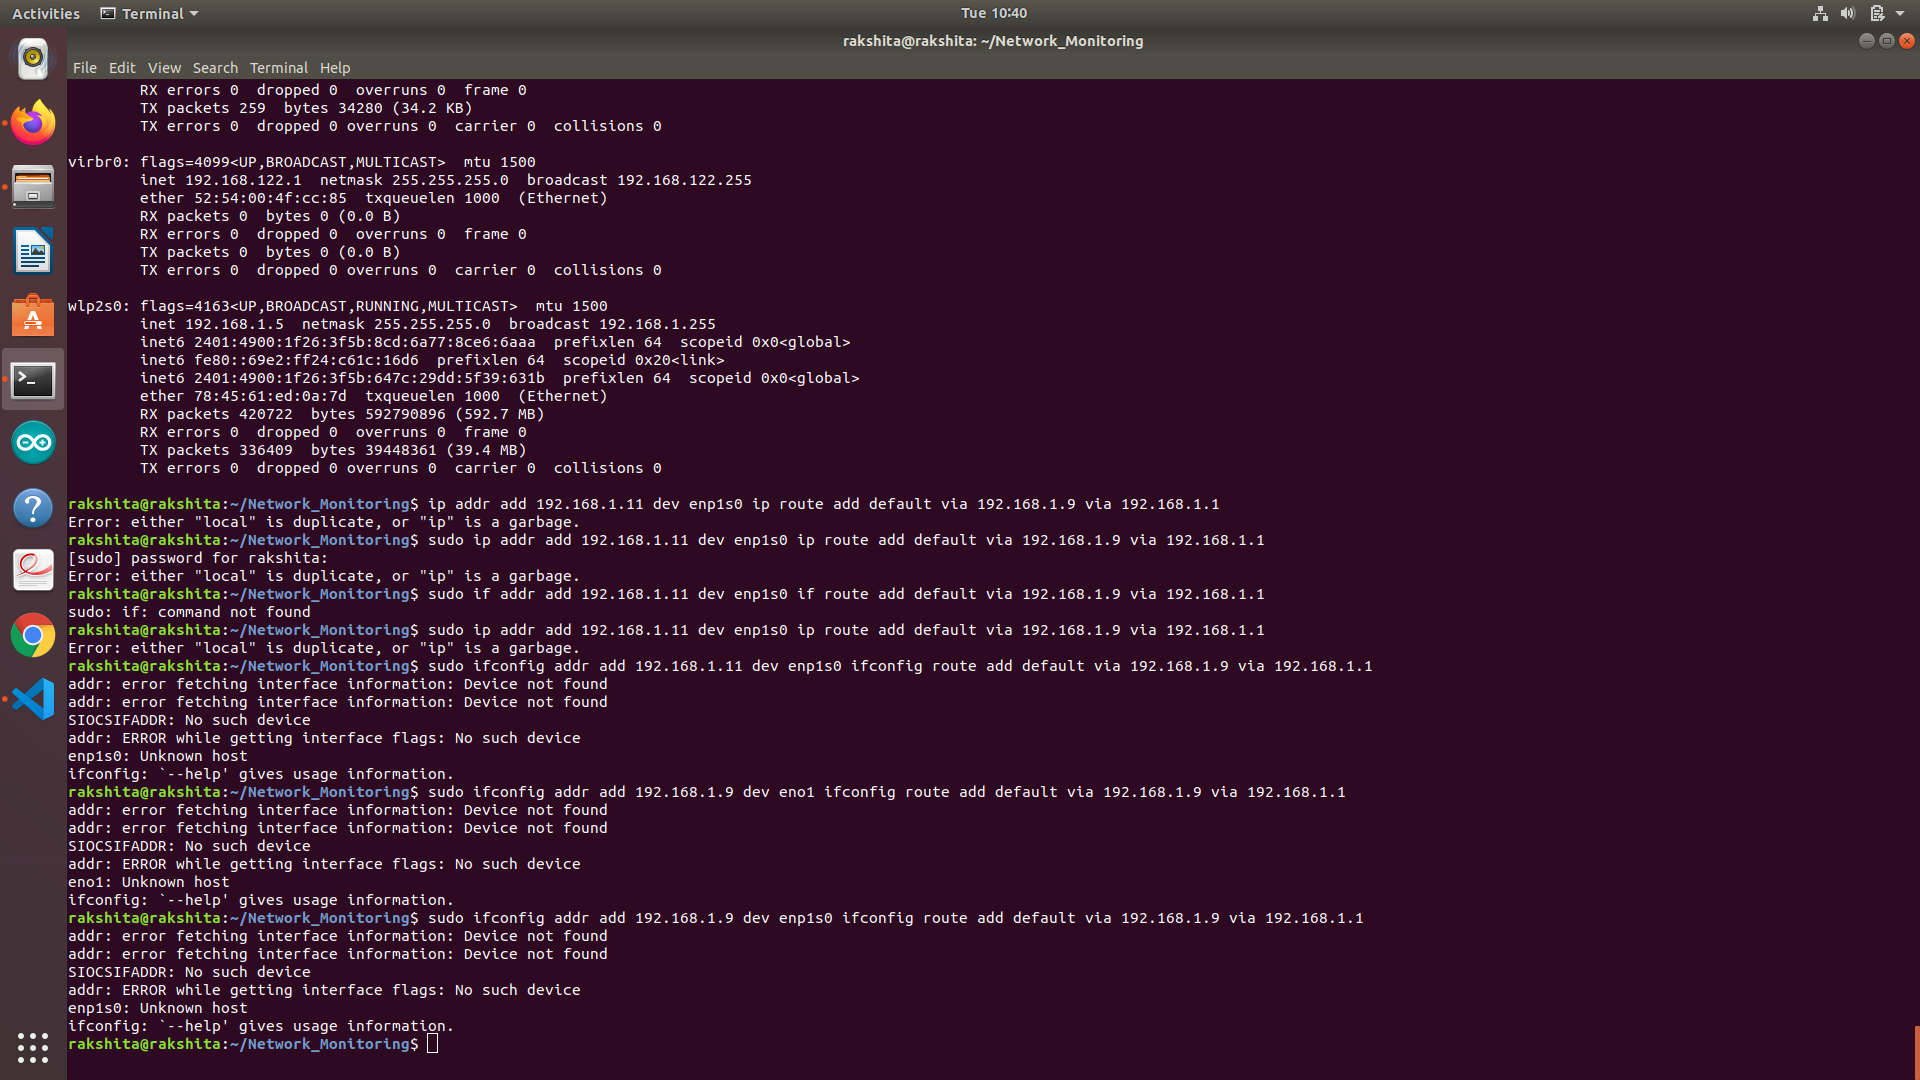 Activities Terminal Tue 10:40
rakshita@rakshita: ~/Network_Monitoring
File Edit View Search Terminal Help
        RX errors 0  dropped 0  overruns 0  frame 0
        TX packets 259  bytes 34280 (34.2 KB)
        TX errors 0  dropped 0 overruns 0  carrier 0  collisions 0

virbr0: flags=4099<UP,BROADCAST,MULTICAST>  mtu 1500
        inet 192.168.122.1  netmask 255.255.255.0  broadcast 192.168.122.255
        ether 52:54:00:4f:cc:85  txqueuelen 1000  (Ethernet)
        RX packets 0  bytes 0 (0.0 B)
        RX errors 0  dropped 0  overruns 0  frame 0
        TX packets 0  bytes 0 (0.0 B)
        TX errors 0  dropped 0 overruns 0  carrier 0  collisions 0

wlp2s0: flags=4163<UP,BROADCAST,RUNNING,MULTICAST>  mtu 1500
        inet 192.168.1.5  netmask 255.255.255.0  broadcast 192.168.1.255
        inet6 2401:4900:1f26:3f5b:8cd:6a77:8ce6:6aaa  prefixlen 64  scopeid 0x0<global>
        inet6 fe80::69e2:ff24:c61c:16d6  prefixlen 64  scopeid 0x20<link>
        inet6 2401:4900:1f26:3f5b:647c:29dd:5f39:631b  prefixlen 64  scopeid 0x0<global>
        ether 78:45:61:ed:0a:7d  txqueuelen 1000  (Ethernet)
        RX packets 420722  bytes 592790896 (592.7 MB)
        RX errors 0  dropped 0  overruns 0  frame 0
        TX packets 336409  bytes 39448361 (39.4 MB)
        TX errors 0  dropped 0 overruns 0  carrier 0  collisions 0

rakshita@rakshita:~/Network_Monitoring$ ip addr add 192.168.1.11 dev enp1s0 ip route add default via 192.168.1.9 via 192.168.1.1
Error: either "local" is duplicate, or "ip" is a garbage.
rakshita@rakshita:~/Network_Monitoring$ sudo ip addr add 192.168.1.11 dev enp1s0 ip route add default via 192.168.1.9 via 192.168.1.1
[sudo] password for rakshita:
Error: either "local" is duplicate, or "ip" is a garbage.
rakshita@rakshita:~/Network_Monitoring$ sudo if addr add 192.168.1.11 dev enp1s0 if route add default via 192.168.1.9 via 192.168.1.1
sudo: if: command not found
rakshita@rakshita:~/Network_Monitoring$ sudo ip addr add 192.168.1.11 dev enp1s0 ip route add default via 192.168.1.9 via 192.168.1.1
Error: either "local" is duplicate, or "ip" is a garbage.
rakshita@rakshita:~/Network_Monitoring$ sudo ifconfig addr add 192.168.1.11 dev enp1s0 ifconfig route add default via 192.168.1.9 via 192.168.1.1
addr: error fetching interface information: Device not found
addr: error fetching interface information: Device not found
SIOCSIFADDR: No such device
addr: ERROR while getting interface flags: No such device
enp1s0: Unknown host
ifconfig: `--help' gives usage information.
rakshita@rakshita:~/Network_Monitoring$ sudo ifconfig addr add 192.168.1.9 dev eno1 ifconfig route add default via 192.168.1.9 via 192.168.1.1
addr: error fetching interface information: Device not found
addr: error fetching interface information: Device not found
SIOCSIFADDR: No such device
addr: ERROR while getting interface flags: No such device
eno1: Unknown host
ifconfig: `--help' gives usage information.
rakshita@rakshita:~/Network_Monitoring$ sudo ifconfig addr add 192.168.1.9 dev enp1s0 ifconfig route add default via 192.168.1.9 via 192.168.1.1
addr: error fetching interface information: Device not found
addr: error fetching interface information: Device not found
SIOCSIFADDR: No such device
addr: ERROR while getting interface flags: No such device
enp1s0: Unknown host
ifconfig: `--help' gives usage information.
rakshita@rakshita:~/Network_Monitoring$